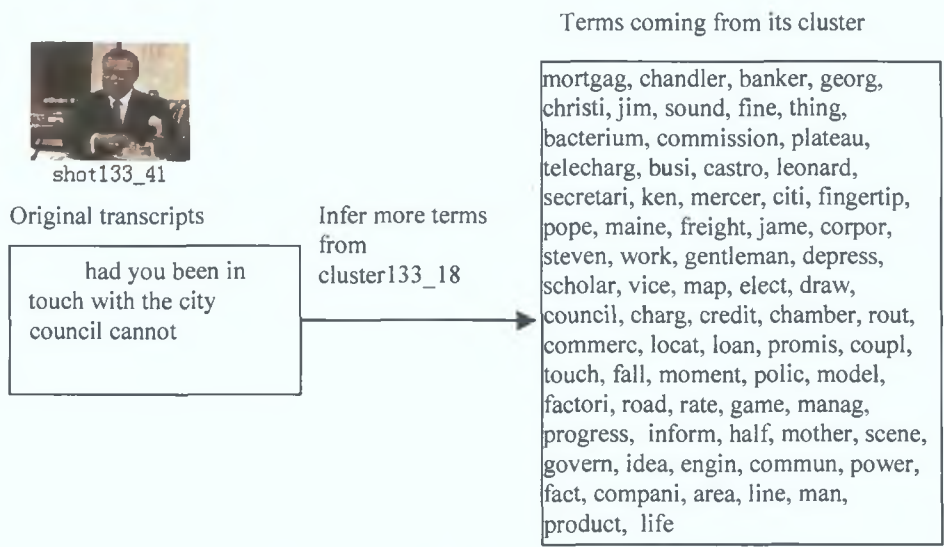 Terms coming from its cluster
shot133_41
Original transcripts
had you been in
touch with the city
council cannot
Infer more terms
from
cluster133_18
mortgag, chandler, banker, georg,
christi, jim, sound, fine, thing,
bacterium, commission, plateau,
telecharg, busi, castro, leonard,
secretari, ken, mercer, citi, fingertip,
pope, maine, freight, jame, corpor,
steven, work, gentleman, depress,
scholar, vice, map, elect, draw,
council, charg, credit, chamber, rout,
commerc, locat, loan, promis, coupl,
touch, fall, moment, polic, model,
factori, road, rate, game, manag,
progress, inform, half, mother, scene,
govern, idea, engin, commun, power,
fact, compani, area, line, man,
product, life